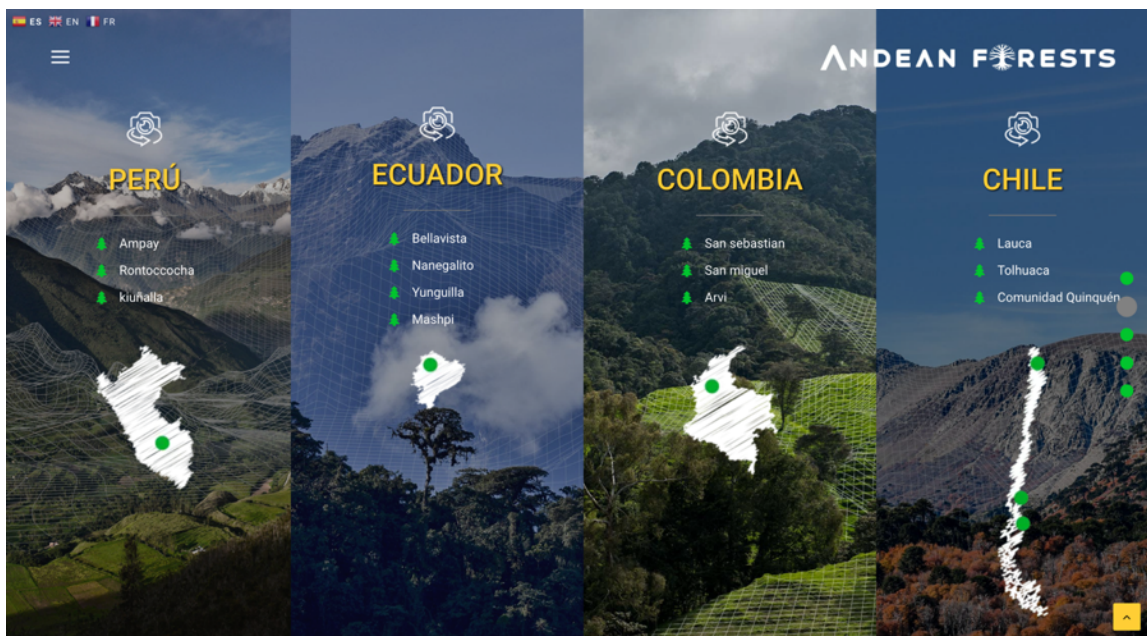 ES EN FR
ANDEAN FORESTS
PERÚ
Ampay
Rontoccocha
kiuñalla
ECUADOR
Bellavista
Nanegalito
Yunguilla
Mashpi
COLOMBIA
San sebastian
San miguel
Arvi
CHILE
Lauca
Tolhuaca
Comunidad Quinquén